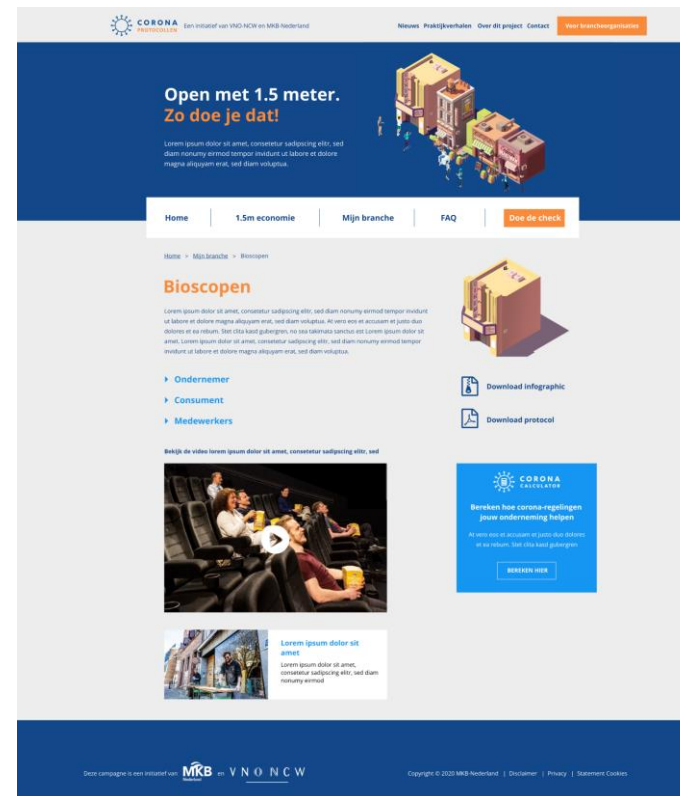 CORONA
PROTOCOLLEN
Een initiatief van VNO-NCW en MKB-Nederland
Nieuws Praktijkverhalen Over dit project Contact
Voor brancheorganisaties
Open met 1.5 meter.
Zo doe je dat!
Lorem ipsum dolor sit amet, consetetur sadipscing elitr, sed
diam nonumy eirmod tempor invidunt ut labore et dolore
magna aliquyam erat, sed diam voluptua.
Home 1.5m economie Mijn branche FAQ Doe de check
Home > Mijn branche > Bioscopen
Bioscopen
Lorem ipsum dolor sit amet, consetetur sadipscing elitr, sed diam nonumy eirmod tempor invidunt
ut labore et dolore magna aliquyam erat, sed diam voluptua. At vero eos et accusam et justo duo
dolores et ea rebum. Stet clita kasd gubergren, no sea takimata sanctus est Lorem ipsum dolor sit
amet. Lorem ipsum dolor sit amet, consetetur sadipscing elitr, sed diam nonumy eirmod tempor
invidunt ut labore et dolore magna aliquyam erat, sed diam voluptua.
Ondernemer
Consument
Medewerkers
Download infographic
Download protocol
Bekijk de video lorem ipsum dolor sit amet, consetetur sadipscing elitr, sed
CORONA
CALCULATOR
Bereken hoe corona-regelingen
jouw onderneming helpen
At vero eos et accusam et justo duo dolores
et ea rebum. Stet clita kasd gubergren
BEREKEN HIER
Lorem ipsum dolor sit
amet
Lorem ipsum dolor sit amet,
consetetur sadipscing elitr, sed diam
nonumy eirmod
Deze campagne is een initiatief van MKB Nederland en VNO NCW
Copyright © 2020 MKB-Nederland | Disclaimer | Privacy | Statement Cookies